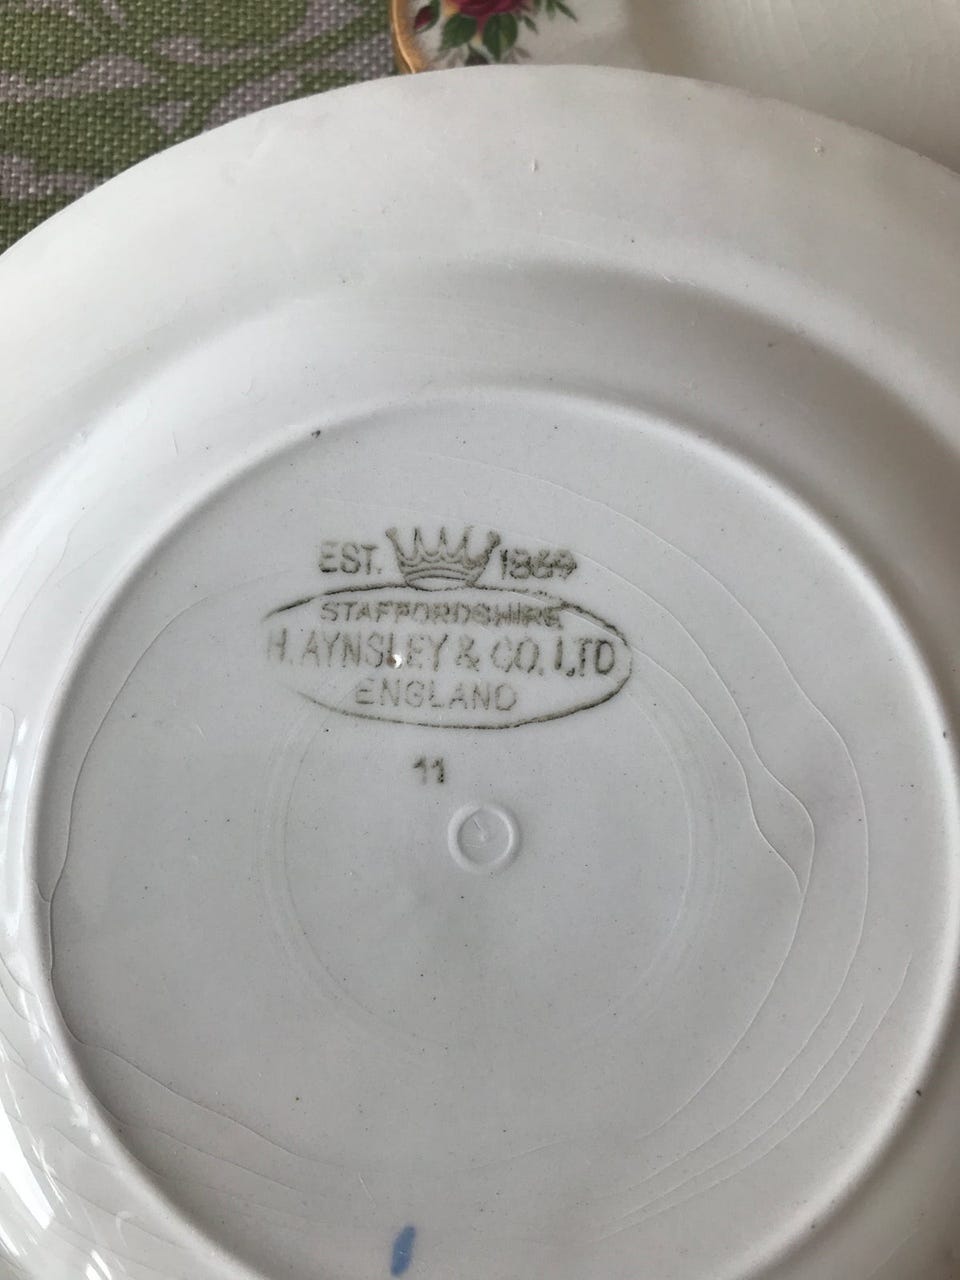 EST. 1869
STAFFORDSHIRE
H. AYNSLEY & CO. LTD
ENGLAND
11